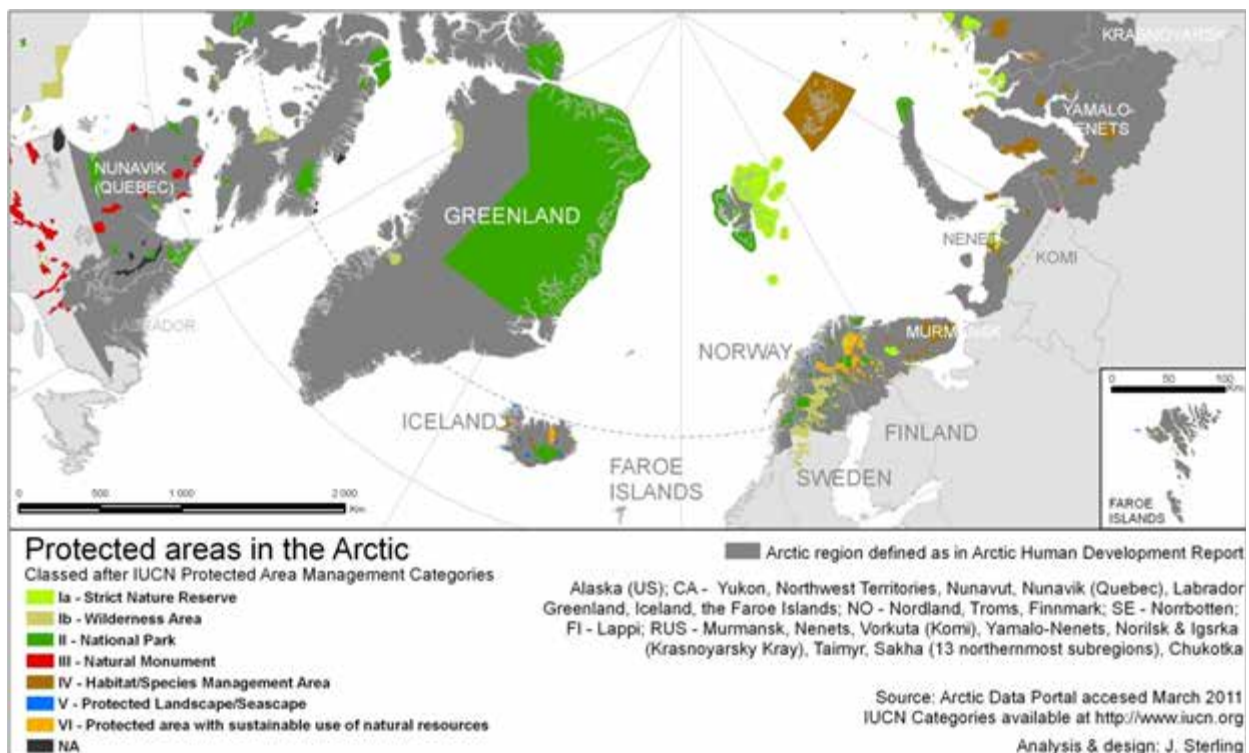 KRASNOYARSK
YAMALO-
NENETS
NUNAVIK
(QUEBEC)
GREENLAND
NENETS
KOMI
LABRADOR
MURMANSK
NORWAY
ICELAND
FINLAND
FAROE
ISLANDS
SWEDEN
0 50 100
Km
FAROE
ISLANDS
0 500 1 000 2 000
Km
Protected areas in the Arctic
Classed after IUCN Protected Area Management Categories
Ia - Strict Nature Reserve
Ib - Wilderness Area
II - National Park
III - Natural Monument
IV - Habitat/Species Management Area
V - Protected Landscape/Seascape
VI - Protected area with sustainable use of natural resources
NA
Arctic region defined as in Arctic Human Development Report
Alaska (US); CA - Yukon, Northwest Territories, Nunavut, Nunavik (Quebec), Labrador
Greenland, Iceland, the Faroe Islands; NO - Nordland, Troms, Finnmark; SE - Norrbotten;
FI - Lappi; RUS - Murmansk, Nenets, Vorkuta (Komi), Yamalo-Nenets, Norilsk & Igsrka
(Krasnoyarsky Kray), Taimyr, Sakha (13 northernmost subregions), Chukotka
Source: Arctic Data Portal accesed March 2011
IUCN Categories available at http://www.iucn.org
Analysis & design: J. Sterling